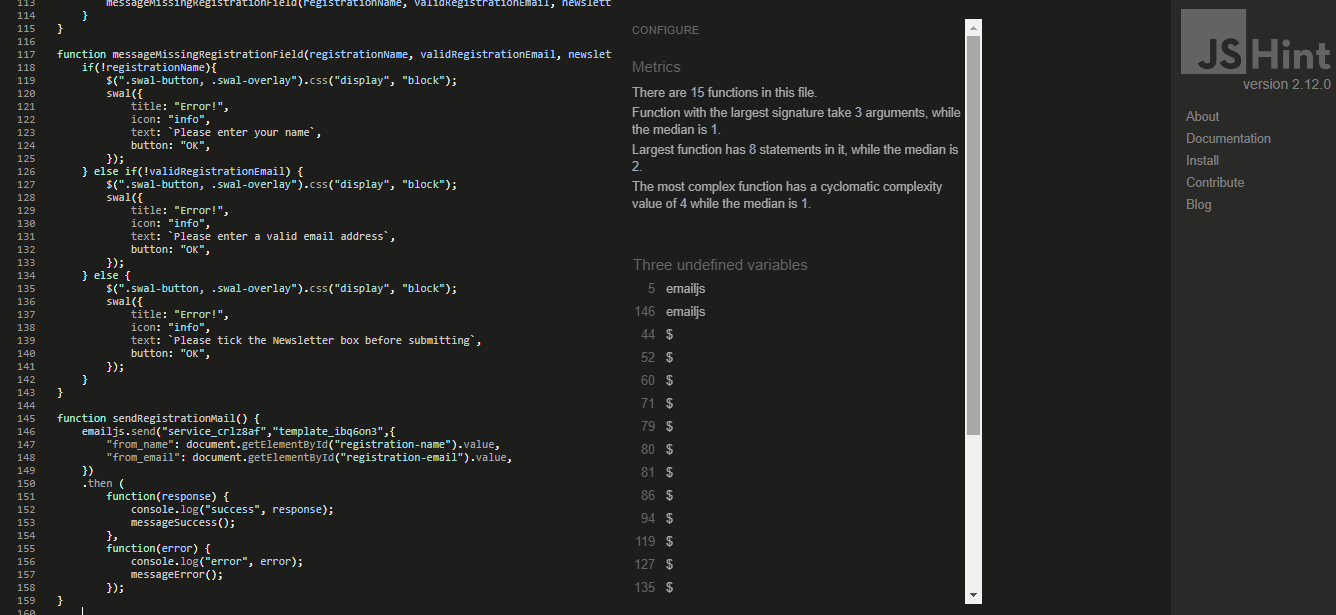 113 messageMissingRegistrationField(registrationName, validRegistrationEmail, newslett
114 }
115 }
116
117 function messageMissingRegistrationField(registrationName, validRegistrationEmail, newslet
118 if(!registrationName){
119 $(".swal-button, .swal-overlay").css("display", "block");
120 swal({
121 title: "Error!",
122 icon: "info",
123 text: `Please enter your name`,
124 button: "OK",
125 });
126 } else if(!validRegistrationEmail) {
127 $(".swal-button, .swal-overlay").css("display", "block");
128 swal({
129 title: "Error!",
130 icon: "info",
131 text: `Please enter a valid email address`,
132 button: "OK",
133 });
134 } else {
135 $(".swal-button, .swal-overlay").css("display", "block");
136 swal({
137 title: "Error!",
138 icon: "info",
139 text: `Please tick the Newsletter box before submitting`,
140 button: "OK",
141 });
142 }
143 }
144
145 function sendRegistrationMail() {
146 emailjs.send("service_crlz8af","template_ibq6on3",{
147 "from_name": document.getElementById("registration-name").value,
148 "from_email": document.getElementById("registration-email").value,
149 })
150 .then (
151 function(response) {
152 console.log("success", response);
153 messageSuccess();
154 },
155 function(error) {
156 console.log("error", error);
157 messageError();
158 });
159 }
160
CONFIGURE
Metrics
There are 15 functions in this file.
Function with the largest signature take 3 arguments, while
the median is 1.
Largest function has 8 statements in it, while the median is
2.
The most complex function has a cyclomatic complexity
value of 4 while the median is 1.
Three undefined variables
5 emailjs
146 emailjs
44 $
52 $
60 $
71 $
79 $
80 $
81 $
86 $
94 $
119 $
127 $
135 $
JSHint
version 2.12.0
About
Documentation
Install
Contribute
Blog